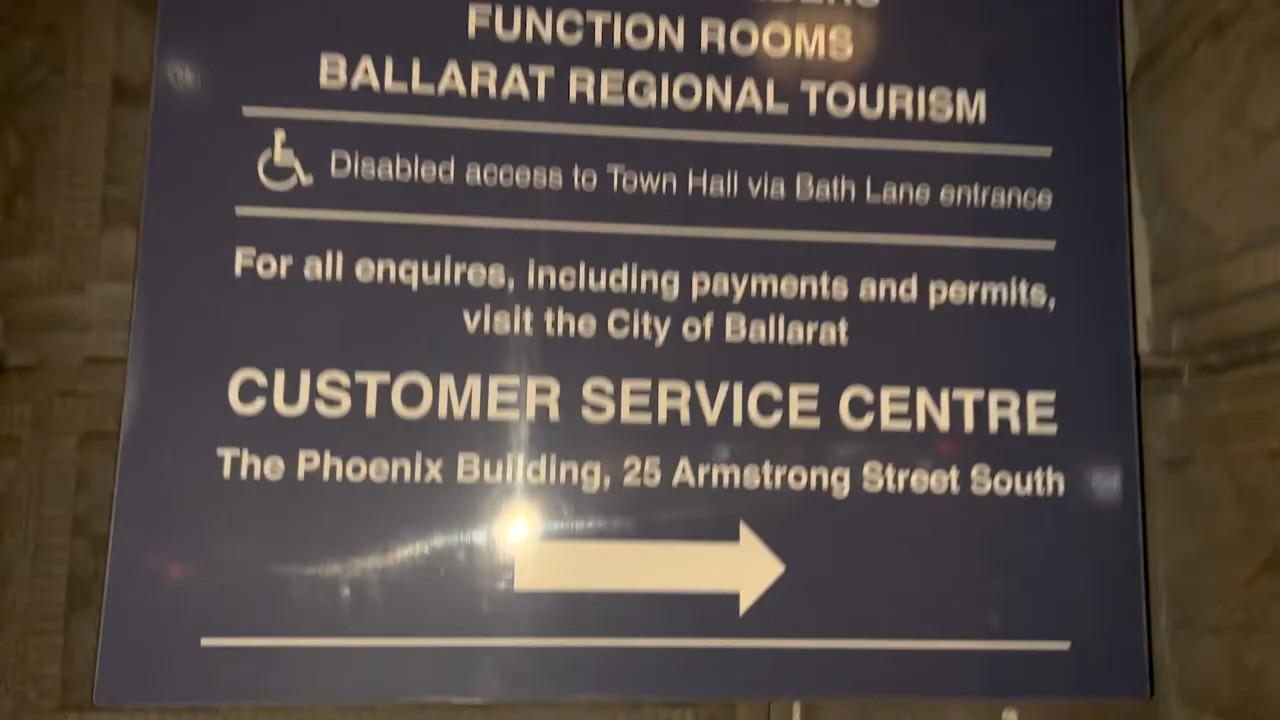 FUNCTION ROOMS
BALLARAT REGIONAL TOURISM
Disabled access to Town Hall via Bath Lane entrance
For all enquires, including payments and permits,
visit the City of Ballarat
CUSTOMER SERVICE CENTRE
The Phoenix Building, 25 Armstrong Street South